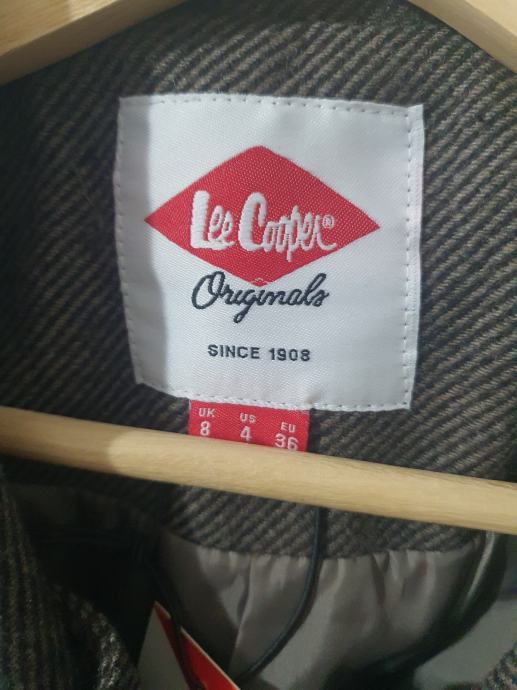 Lee Cooper®
Originals
SINCE 1908
UK US EU
8 4 36